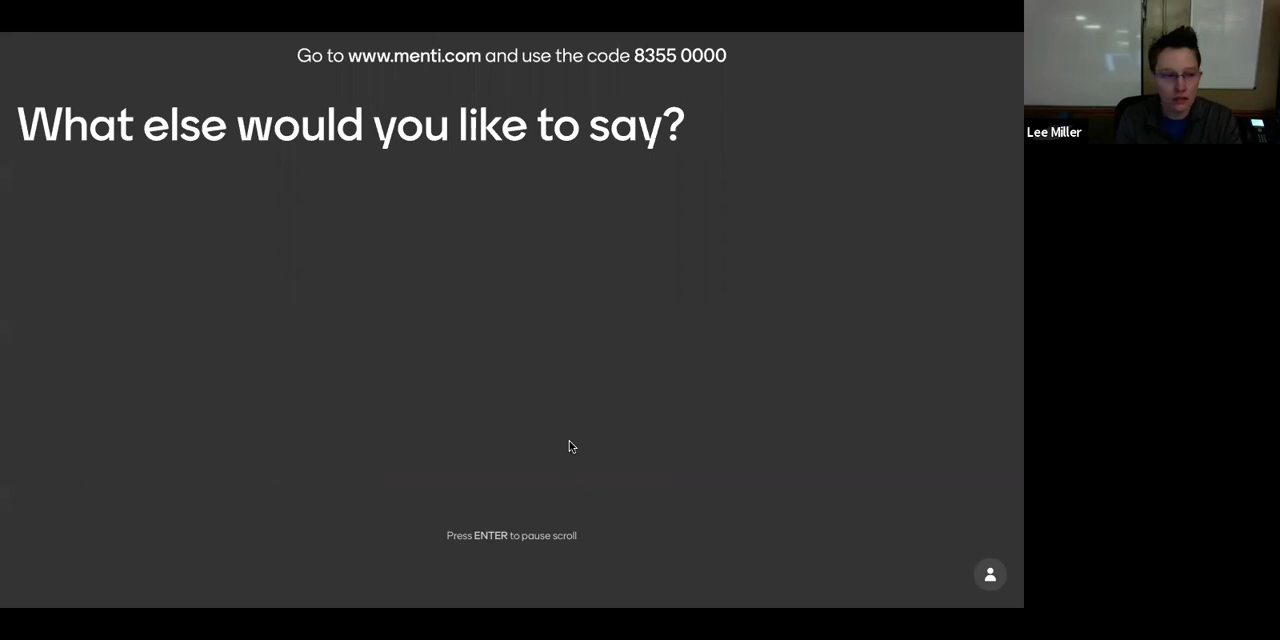 Go to www.menti.com and use the code 8355 0000
What else would you like to say?
Lee Miller
Press ENTER to pause scroll